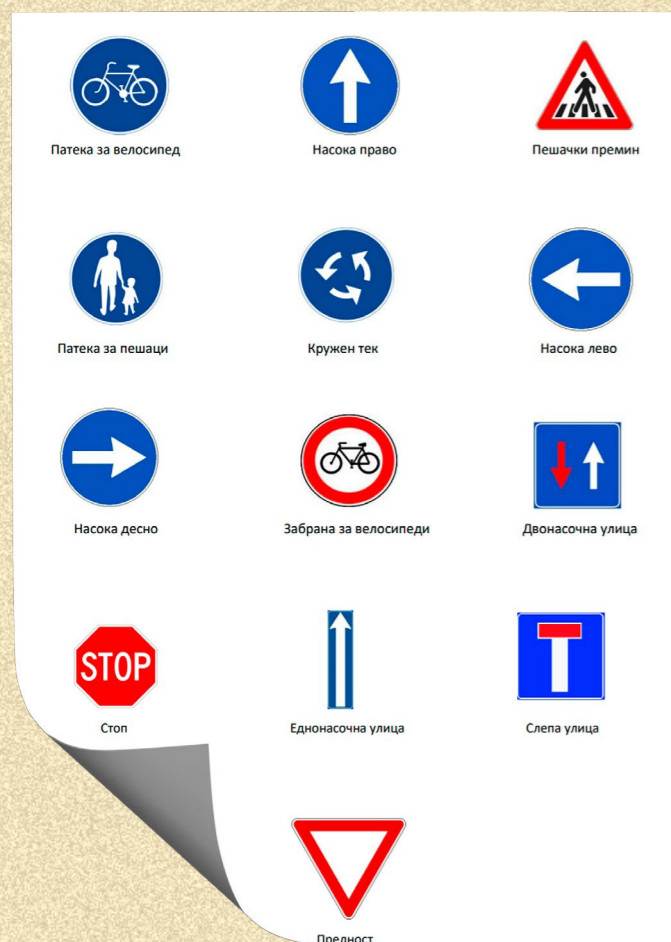 Патека за велосипед
Насока право
Пешачки премин
Патека за пешаци
Кружен тек
Насока лево
Насока десно
Забрана за велосипеди
Двонасочна улица
STOP
Стоп
Еднонасочна улица
Слепа улица
Предност